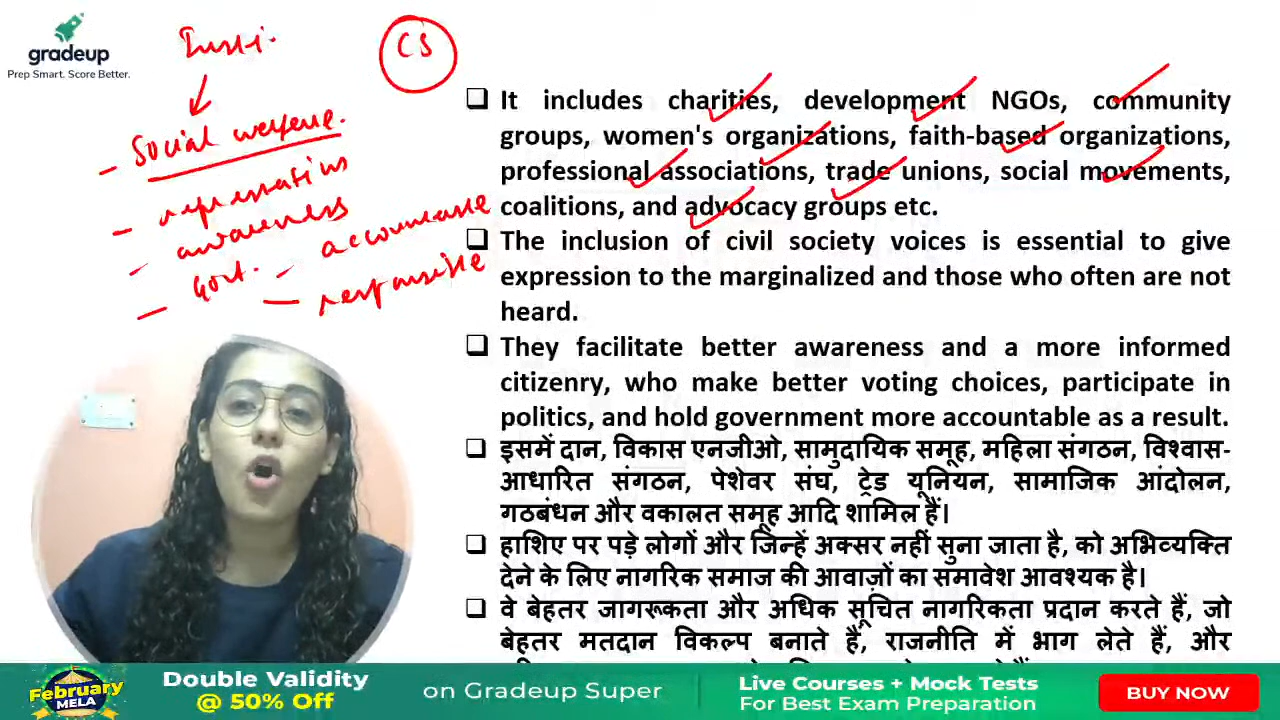 gradeup
Prep Smart. Score Better.
CS
Social welfare.
awareness
Govt.
accountable
responsible
❑ It includes charities, development NGOs, community
groups, women's organizations, faith-based organizations,
professional associations, trade unions, social movements,
coalitions, and advocacy groups etc.
❑ The inclusion of civil society voices is essential to give
expression to the marginalized and those who often are not
heard.
❑ They facilitate better awareness and a more informed
citizenry, who make better voting choices, participate in
politics, and hold government more accountable as a result.
❑ इसमें दान, विकास एनजीओ, सामुदायिक समूह, महिला संगठन, विश्वास-
आधारित संगठन, पेशेवर संघ, ट्रेड यूनियन, सामाजिक आंदोलन,
गठबंधन और वकालत समूह आदि शामिल हैं।
❑ हाशिए पर पड़े लोगों और जिन्हें अक्सर नहीं सुना जाता है, को अभिव्यक्ति
देने के लिए नागरिक समाज की आवाज़ों का समावेश आवश्यक है।
❑ वे बेहतर जागरूकता और अधिक सूचित नागरिकता प्रदान करते हैं, जो
बेहतर मतदान विकल्प बनाते हैं, राजनीति में भाग लेते हैं, और
February
MELA
Double Validity
@ 50% Off
on Gradeup Super
Live Courses + Mock Tests
For Best Exam Preparation
BUY NOW